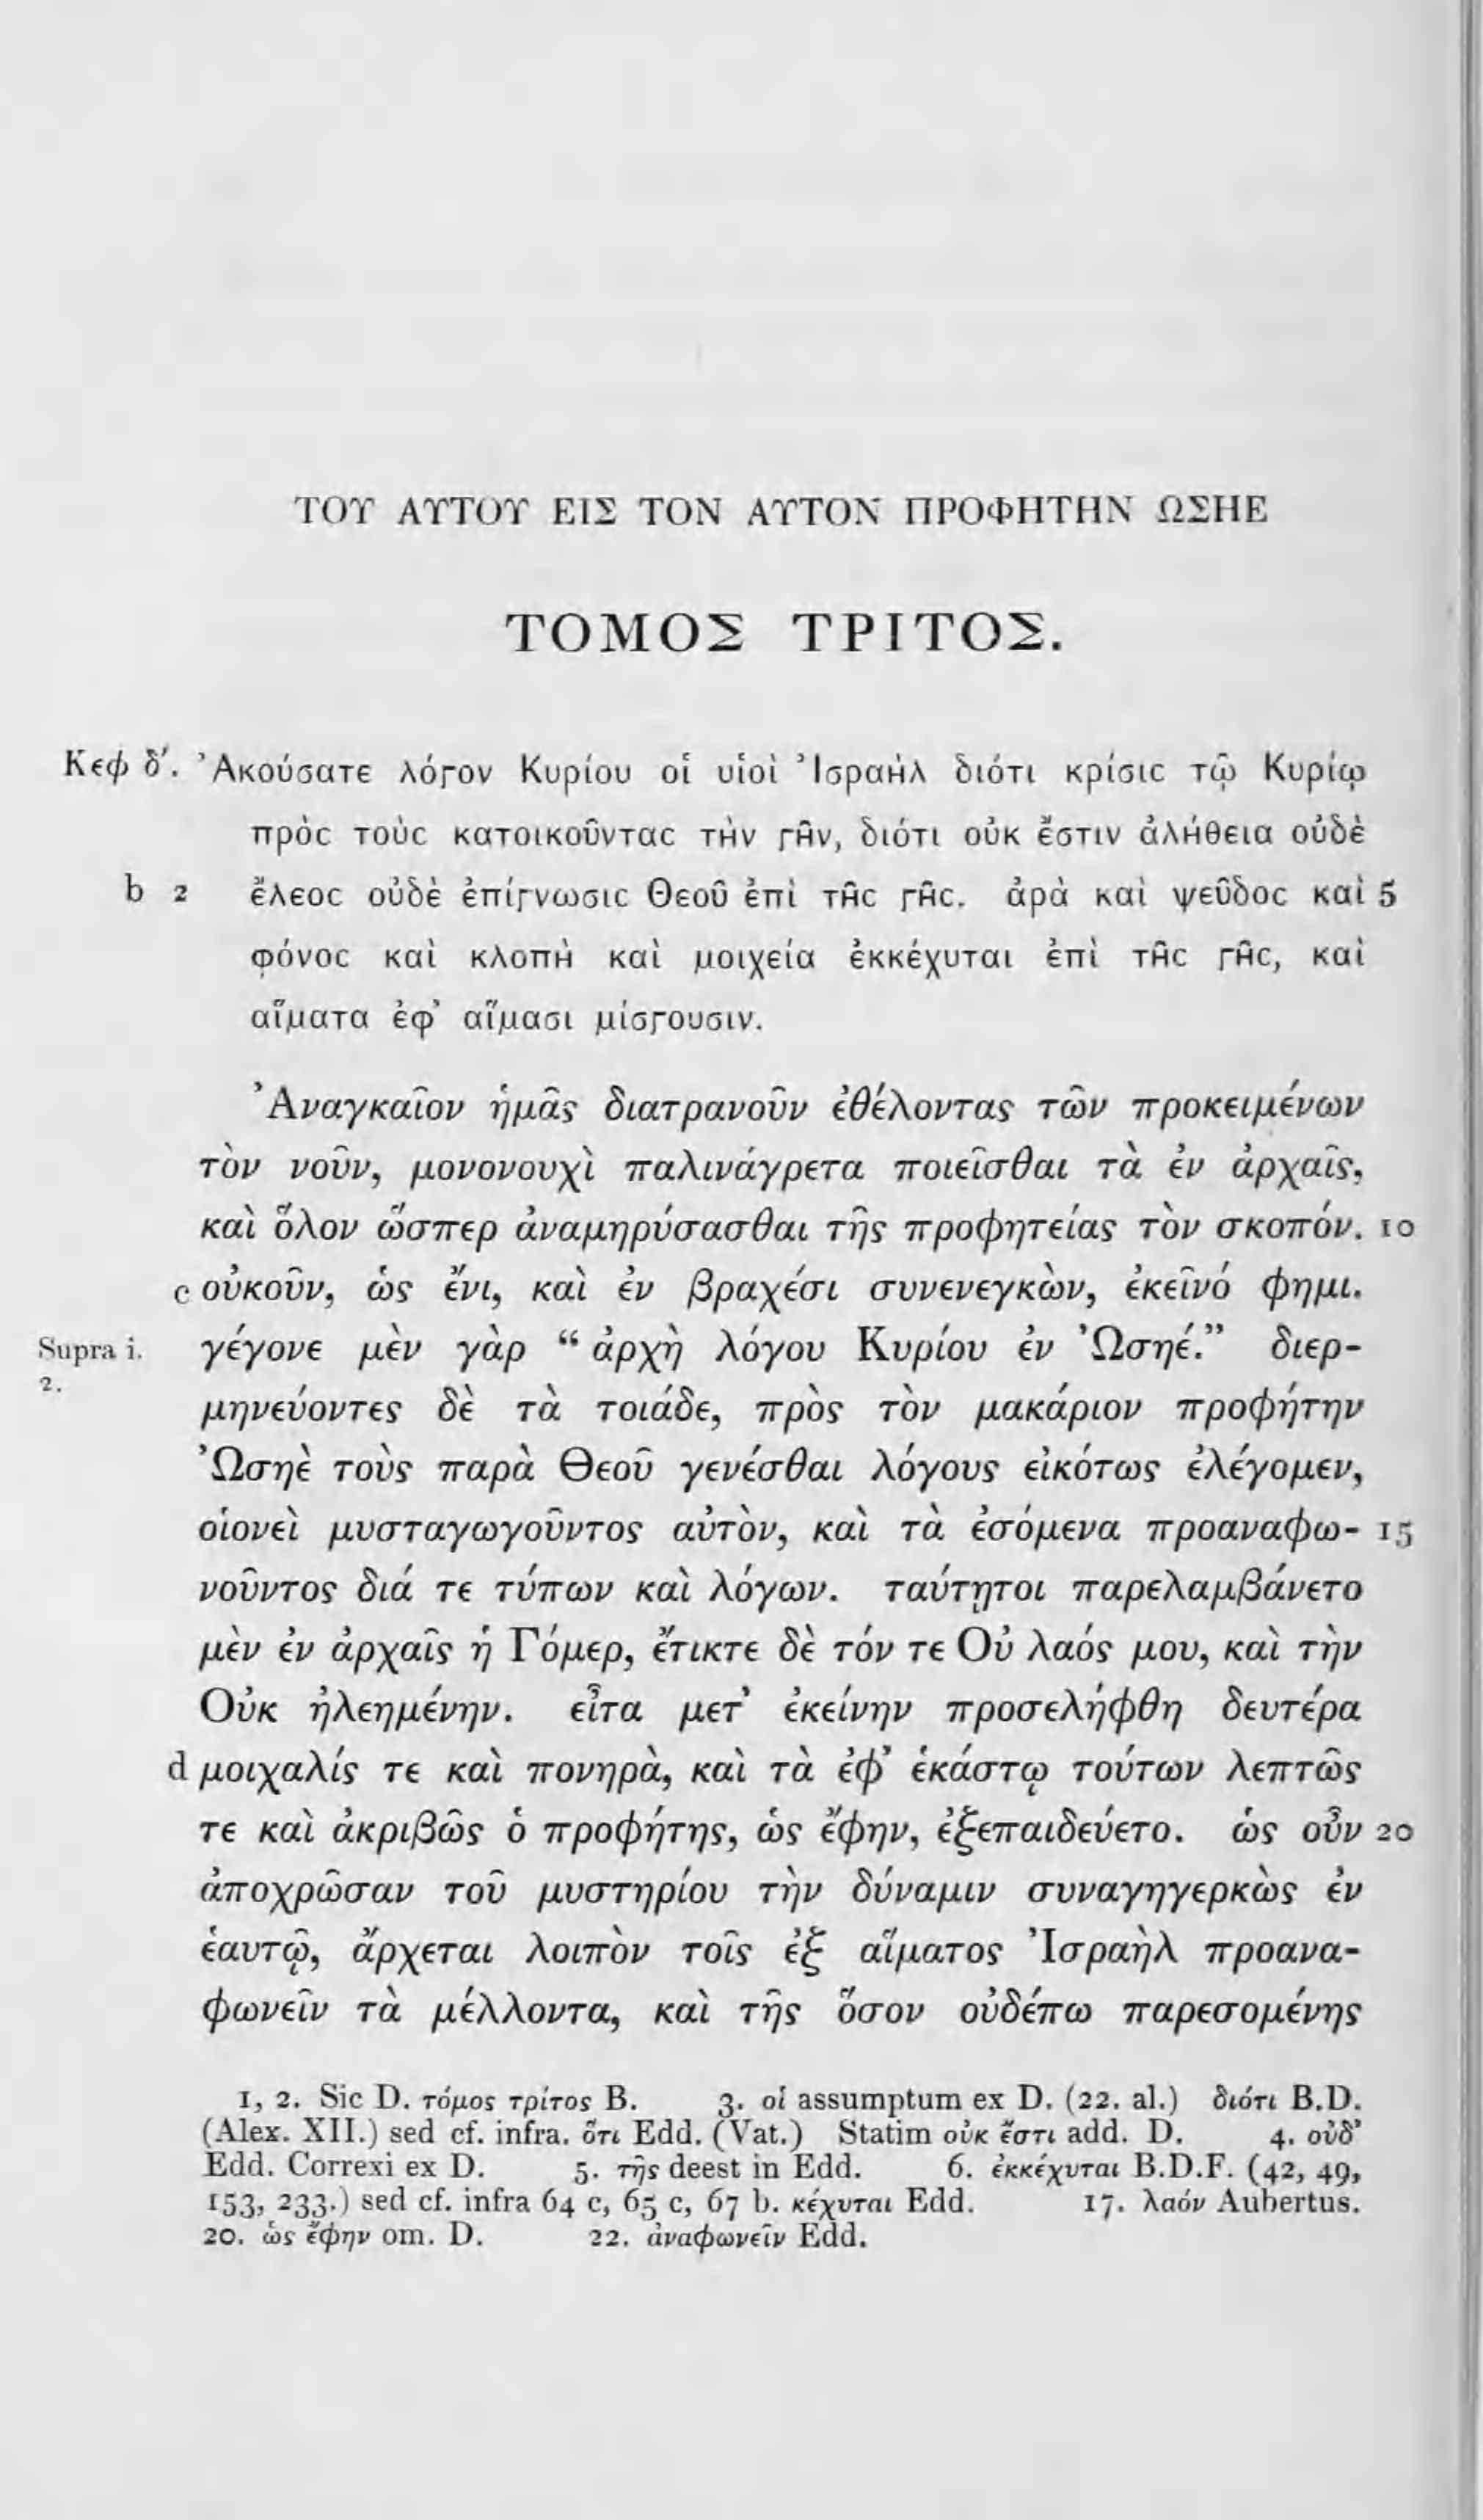 ΤΟΥ ΑΥΤΟΥ ΕΙΣ ΤΟΝ ΑΥΤΟΝ ΠΡΟΦΗΤΗΝ ΩΣΗΕ
ΤΟΜΟΣ ΤΡΙΤΟΣ.
Κεφ δʹ. Ἀκούσατε λόγον Κυρίου οἱ υἱοὶ Ἰσραὴλ διότι κρίσις τῷ Κυρίῳ
πρὸς τοὺς κατοικοῦντας τὴν γῆν, διότι οὐκ ἔστιν ἀλήθεια οὐδὲ
b 2 ἔλεος οὐδὲ ἐπίγνωσις Θεοῦ ἐπὶ τῆς γῆς. ἀρὰ καὶ ψεῦδος καὶ 5
φόνος καὶ κλοπὴ καὶ μοιχεία ἐκκέχυται ἐπὶ τῆς γῆς, καὶ
αἵματα ἐφ’ αἵμασι μίσγουσιν.
Ἀναγκαῖον ἡμᾶς διατρανοῦν ἐθέλοντας τῶν προκειμένων
τὸν νοῦν, μονονουχὶ παλινάγρετα ποιεῖσθαι τὰ ἐν ἀρχαῖς,
καὶ ὅλον ὥσπερ ἀναμηρύσασθαι τῆς προφητείας τὸν σκοπόν. 10
c οὐκοῦν, ὡς ἔνι, καὶ ἐν βραχέσι συνενεγκὼν, ἐκεῖνό φημι.
Supra i. γέγονε μὲν γὰρ “ ἀρχὴ λόγου Κυρίου ἐν Ὠσηέ.” διερ-
2.
μηνεύοντες δὲ τὰ τοιάδε, πρὸς τὸν μακάριον προφήτην
Ὠσηὲ τοὺς παρὰ Θεοῦ γενέσθαι λόγους εἰκότως ἐλέγομεν,
οἱονεὶ μυσταγωγοῦντος αὐτὸν, καὶ τὰ ἐσόμενα προαναφω- 15
νοῦντος διά τε τύπων καὶ λόγων. ταύτῃτοι παρελαμβάνετο
μὲν ἐν ἀρχαῖς ἡ Γόμερ, ἔτικτε δὲ τόν τε Οὐ λαός μου, καὶ τὴν
Οὐκ ἠλεημένην. εἶτα μετ’ ἐκείνην προσελήφθη δευτέρα
d μοιχαλίς τε καὶ πονηρὰ, καὶ τὰ ἐφ’ ἑκάστῳ τούτων λεπτῶς
τε καὶ ἀκριβῶς ὁ προφήτης, ὡς ἔφην, ἐξεπαιδεύετο. ὡς οὖν 20
ἀποχρῶσαν τοῦ μυστηρίου τὴν δύναμιν συναγηγερκὼς ἐν
ἑαυτῷ, ἄρχεται λοιπὸν τοῖς ἐξ αἵματος Ἰσραὴλ προανα-
φωνεῖν τὰ μέλλοντα, καὶ τῆς ὅσον οὐδέπω παρεσομένης
1, 2. Sic D. τόμος τρίτος B. 3. οἱ assumptum ex D. (22. al.) διότι B.D.
(Alex. XII.) sed cf. infra. ὅτι Edd. (Vat.) Statim οὐκ ἔστι add. D. 4. οὐδ’
Edd. Correxi ex D. 5. τῆς deest in Edd. 6. ἐκκέχυται B.D.F. (42, 49,
153, 233.) sed cf. infra 64 c, 65 c, 67 b. κέχυται Edd. 17. λαόν Aubertus.
20. ὡς ἔφην om. D. 22. ἀναφωνεῖν Edd.